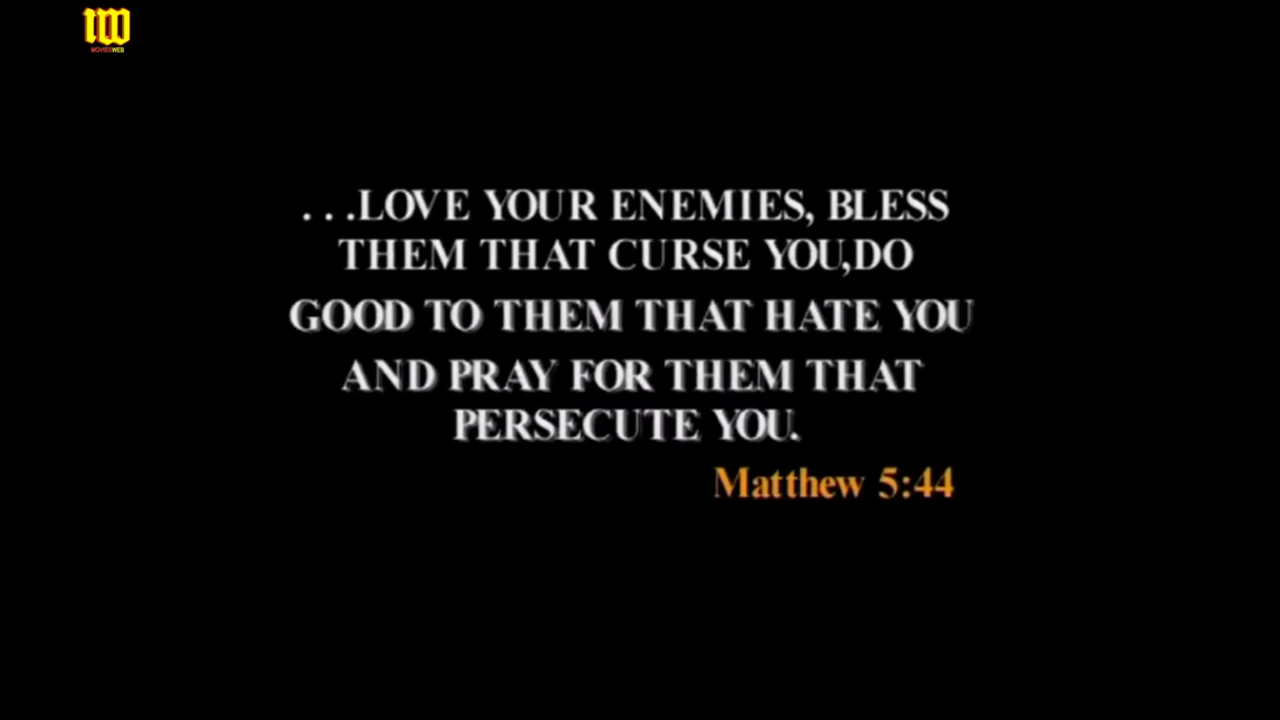 MOVIESWEB
. . .LOVE YOUR ENEMIES, BLESS
THEM THAT CURSE YOU,DO
GOOD TO THEM THAT HATE YOU
AND PRAY FOR THEM THAT
PERSECUTE YOU.
Matthew 5:44